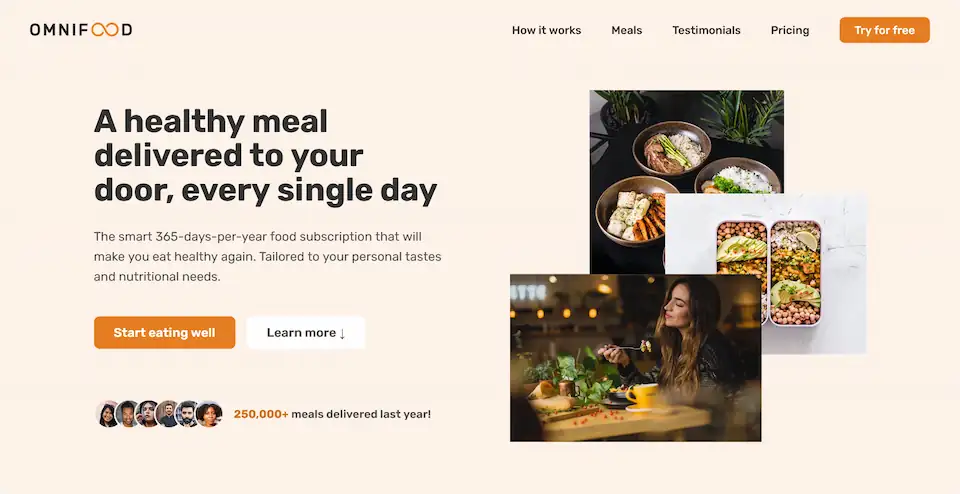 OMNIFOOD
How it works
Meals
Testimonials
Pricing
Try for free
A healthy meal
delivered to your
door, every single day
The smart 365-days-per-year food subscription that will
make you eat healthy again. Tailored to your personal tastes
and nutritional needs.
Start eating well
Learn more ↓
250,000+ meals delivered last year!